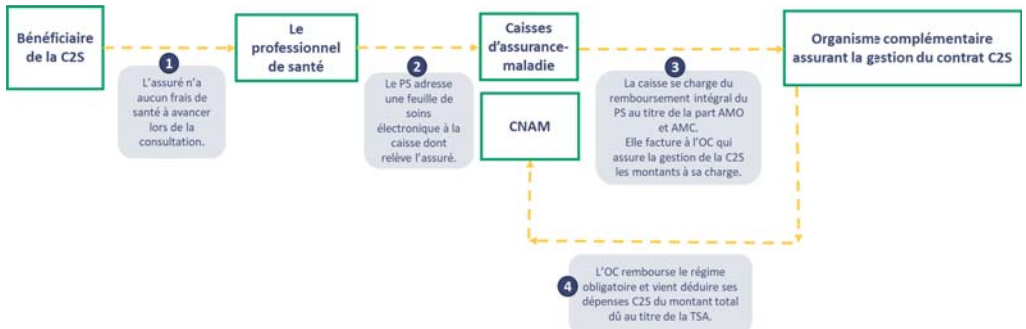 Bénéficiaire
de la C2S
Le
professionnel
de santé
Caisses
d'assurance-
maladie
Organisme complémentaire
assurant la gestion du contrat C2S
1
L'assuré n'a
aucun frais de
santé à avancer
lors de la
consultation.
2
Le PS adresse
une feuille de
soins
électronique à la
caisse dont
relève l'assuré.
CNAM
3
La caisse se charge du
remboursement intégral du
PS au titre de la part AMO
et AMC.
Elle facture à l'OC qui
assure la gestion de la C2S
les montants à sa charge.
4
L'OC rembourse le régime
obligatoire et vient déduire ses
dépenses C2S du montant total
dû au titre de la TSA.